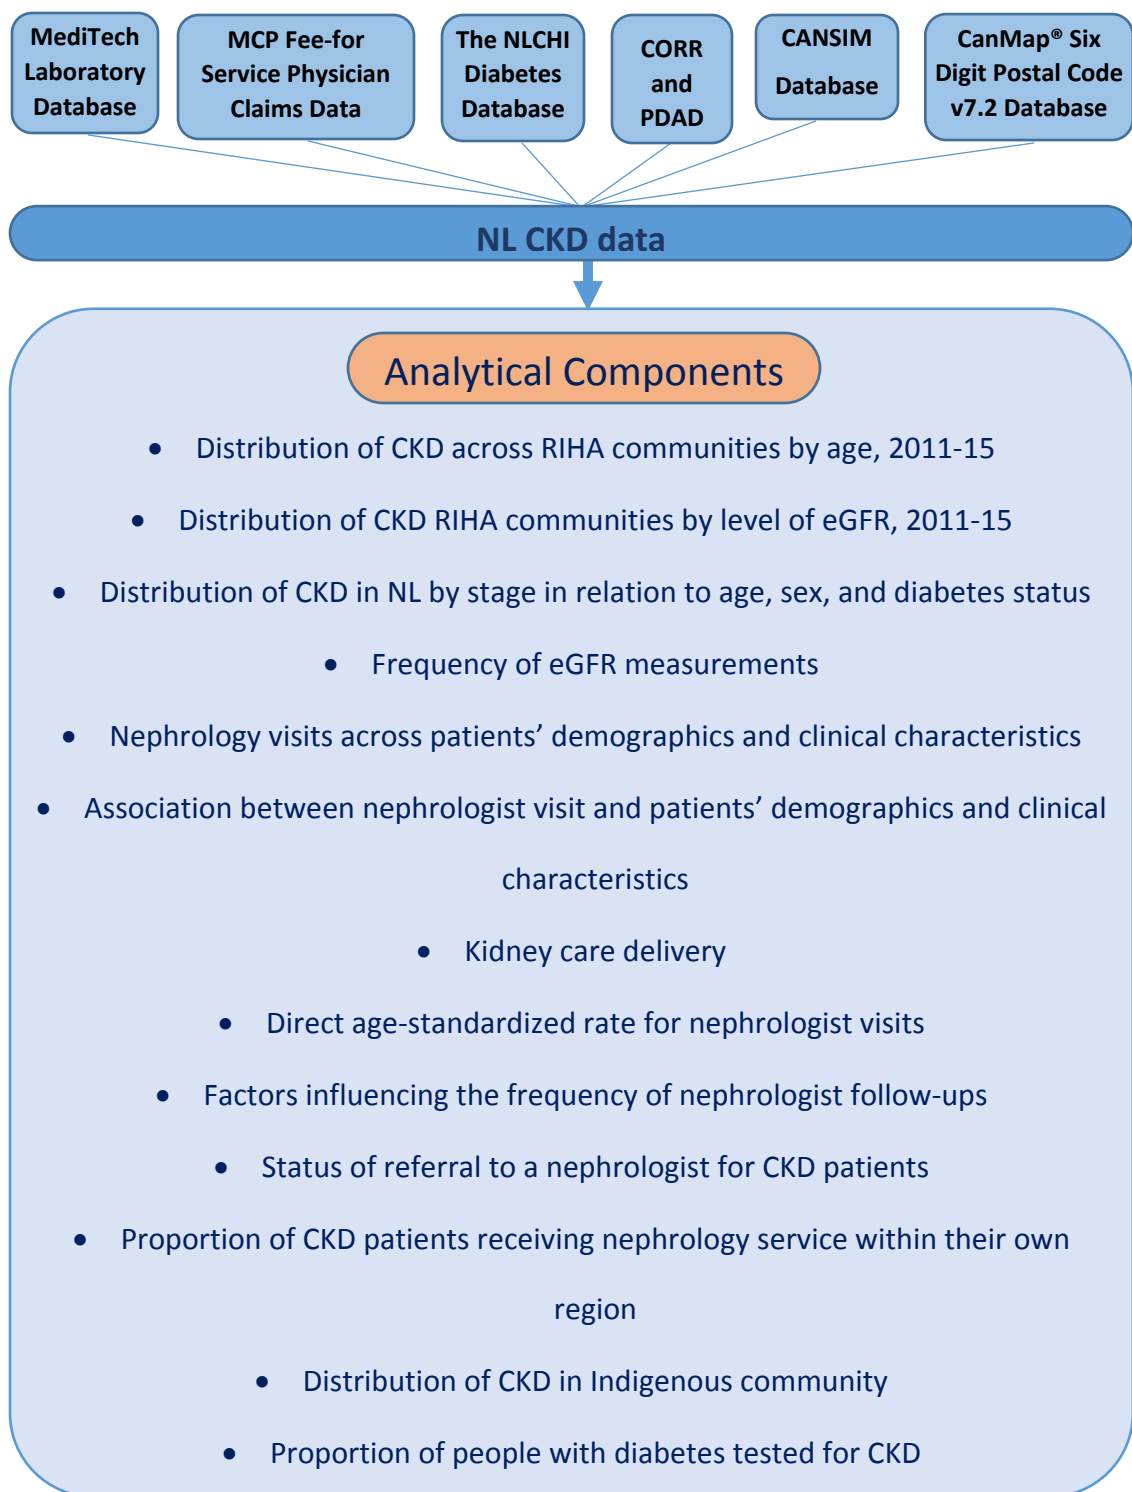 MediTech
Laboratory
Database
MCP Fee-for
Service Physician
Claims Data
The NLCHI
Diabetes
Database
CORR
and
PDAD
CANSIM
Database
CanMap® Six
Digit Postal Code
v7.2 Database
NL CKD data
Analytical Components
• Distribution of CKD across RIHA communities by age, 2011-15
• Distribution of CKD RIHA communities by level of eGFR, 2011-15
• Distribution of CKD in NL by stage in relation to age, sex, and diabetes status
• Frequency of eGFR measurements
• Nephrology visits across patients’ demographics and clinical characteristics
• Association between nephrologist visit and patients’ demographics and clinical
characteristics
• Kidney care delivery
• Direct age-standardized rate for nephrologist visits
• Factors influencing the frequency of nephrologist follow-ups
• Status of referral to a nephrologist for CKD patients
• Proportion of CKD patients receiving nephrology service within their own
region
• Distribution of CKD in Indigenous community
• Proportion of people with diabetes tested for CKD